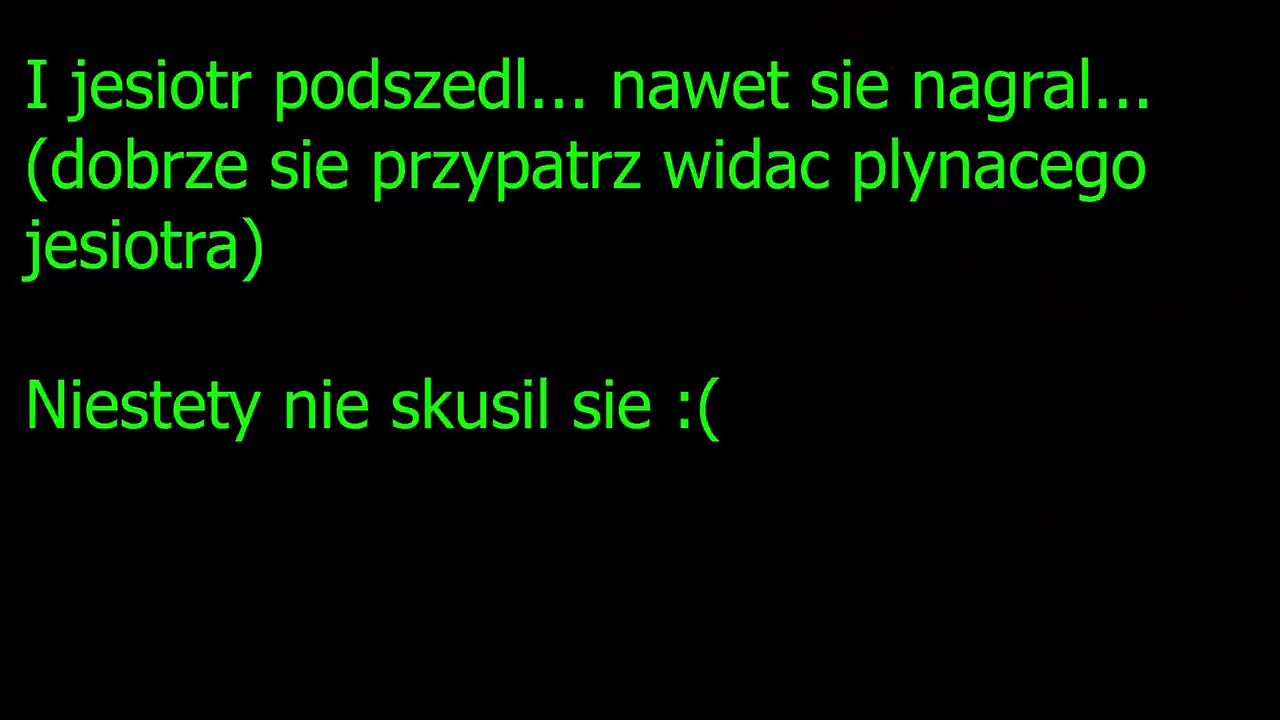 I jesiotr podszedl... nawet sie nagral...
(dobrze sie przypatrz widac plynacego
jesiotra)
Niestety nie skusil sie :(